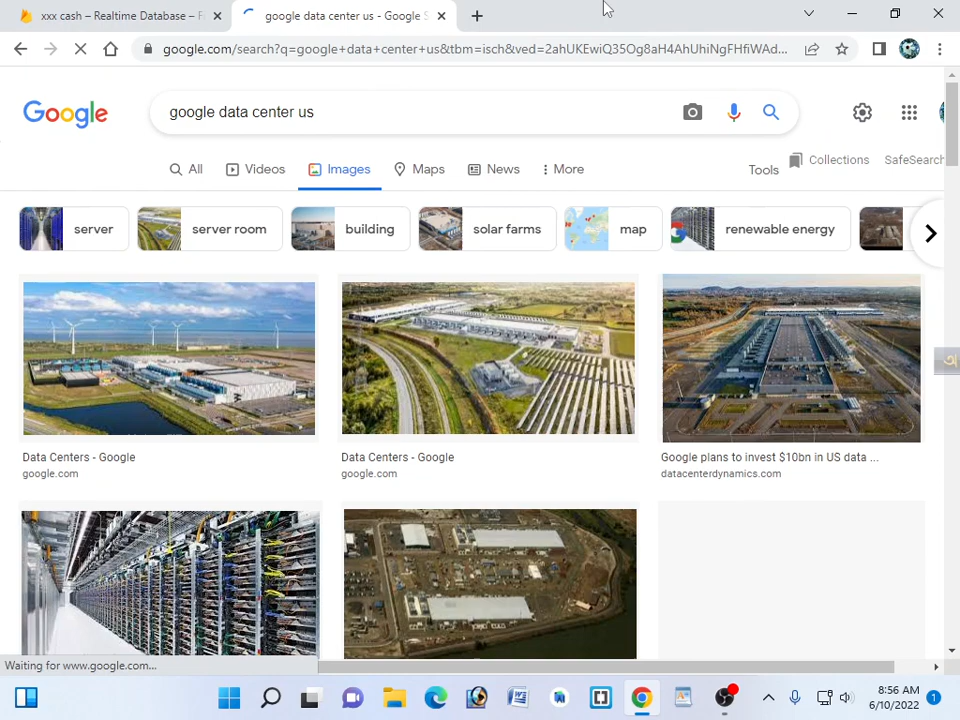 xxx cash – Realtime Database – F
google data center us - Google S
google.com/search?q=google+data+center+us&tbm=isch&ved=2ahUKEwiQ35Og8aH4AhUhiNgFHfiWAd...
Google
google data center us
All
Videos
Images
Maps
News
More
Tools
Collections
SafeSearch
server
server room
building
solar farms
map
renewable energy
Data Centers - Google
google.com
Data Centers - Google
google.com
Google plans to invest $10bn in US data ...
datacenterdynamics.com
Waiting for www.google.com...
8:56 AM
6/10/2022
1